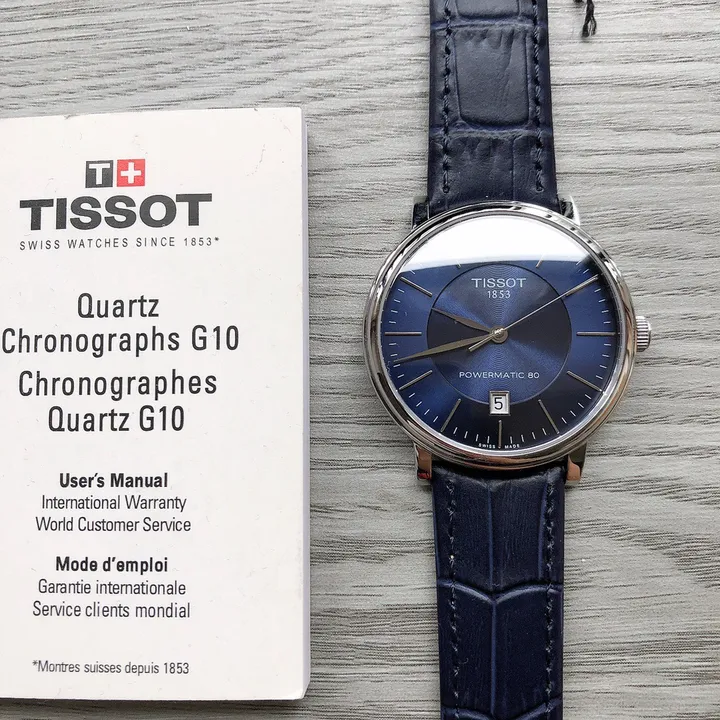 T+
TISSOT
SWISS WATCHES SINCE 1853*
Quartz
Chronographs G10
Chronographes
Quartz G10
User's Manual
International Warranty
World Customer Service
Mode d'emploi
Garantie internationale
Service clients mondial
*Montres suisses depuis 1853
TISSOT
1853
POWERMATIC 80
5
SWISS MADE